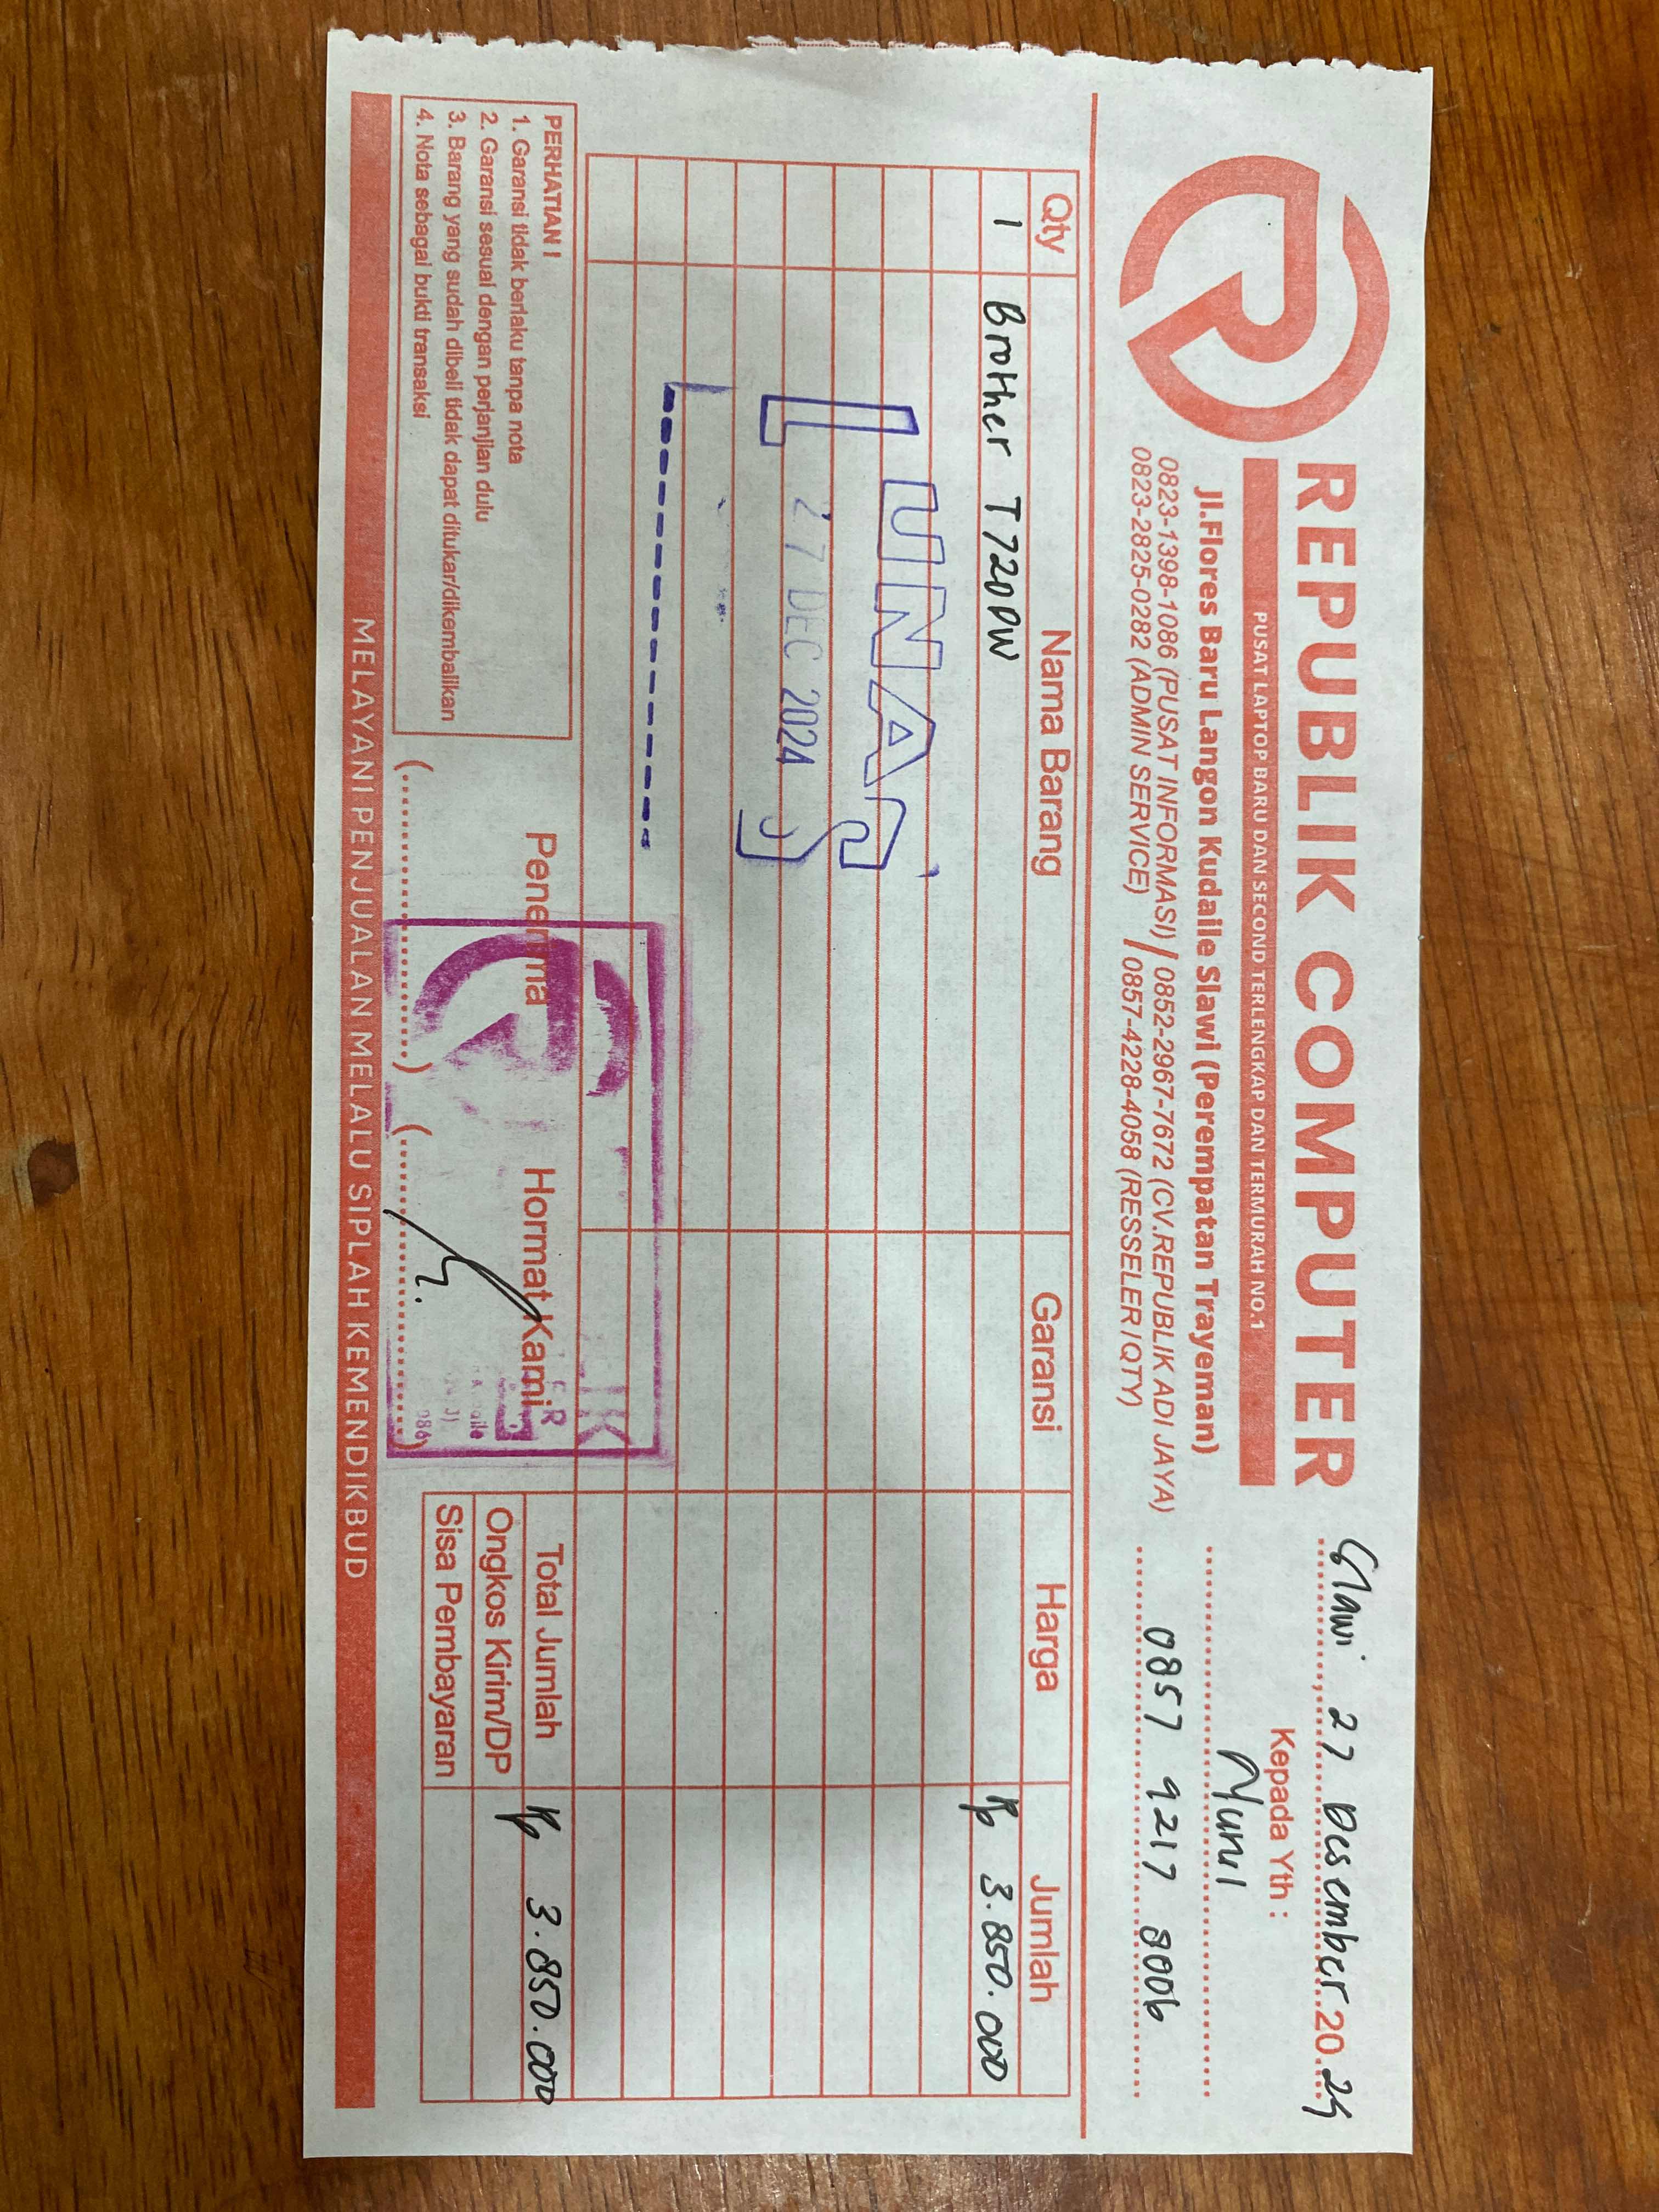 REPUBLIK COMPUTER
PUSAT LAPTOP BARU DAN SECOND TERLENGKAP DAN TERMURAH NO.1
Jl.Flores Baru Langon Kudaile Slawi (Perempatan Trayeman)
0823-1398-1086 (PUSAT INFORMASI) | 0852-2967-7672 (CV.REPUBLIK ADI JAYA)
0823-2825-0282 (ADMIN SERVICE) | 0857-4228-4058 (RESSELER/QTY)
Slawi, 27 Desember 2024
Kepada Yth :
Nurul
0857 9217 8006
Qty Nama Barang Garansi Harga Jumlah
1 Brother T720DW Rp 3.850.000
LUNAS
27 DEC 2024
Total Jumlah Rp 3.850.000
Ongkos Kirim/DP
Sisa Pembayaran
PERHATIAN !
1. Garansi tidak berlaku tanpa nota
2. Garansi sesuai dengan perjanjian dulu
3. Barang yang sudah dibeli tidak dapat ditukar/dikembalikan
4. Nota sebagai bukti transaksi
Penerima Hormat Kami
MELAYANI PENJUALAN MELALU SIPLAH KEMENDIKBUD